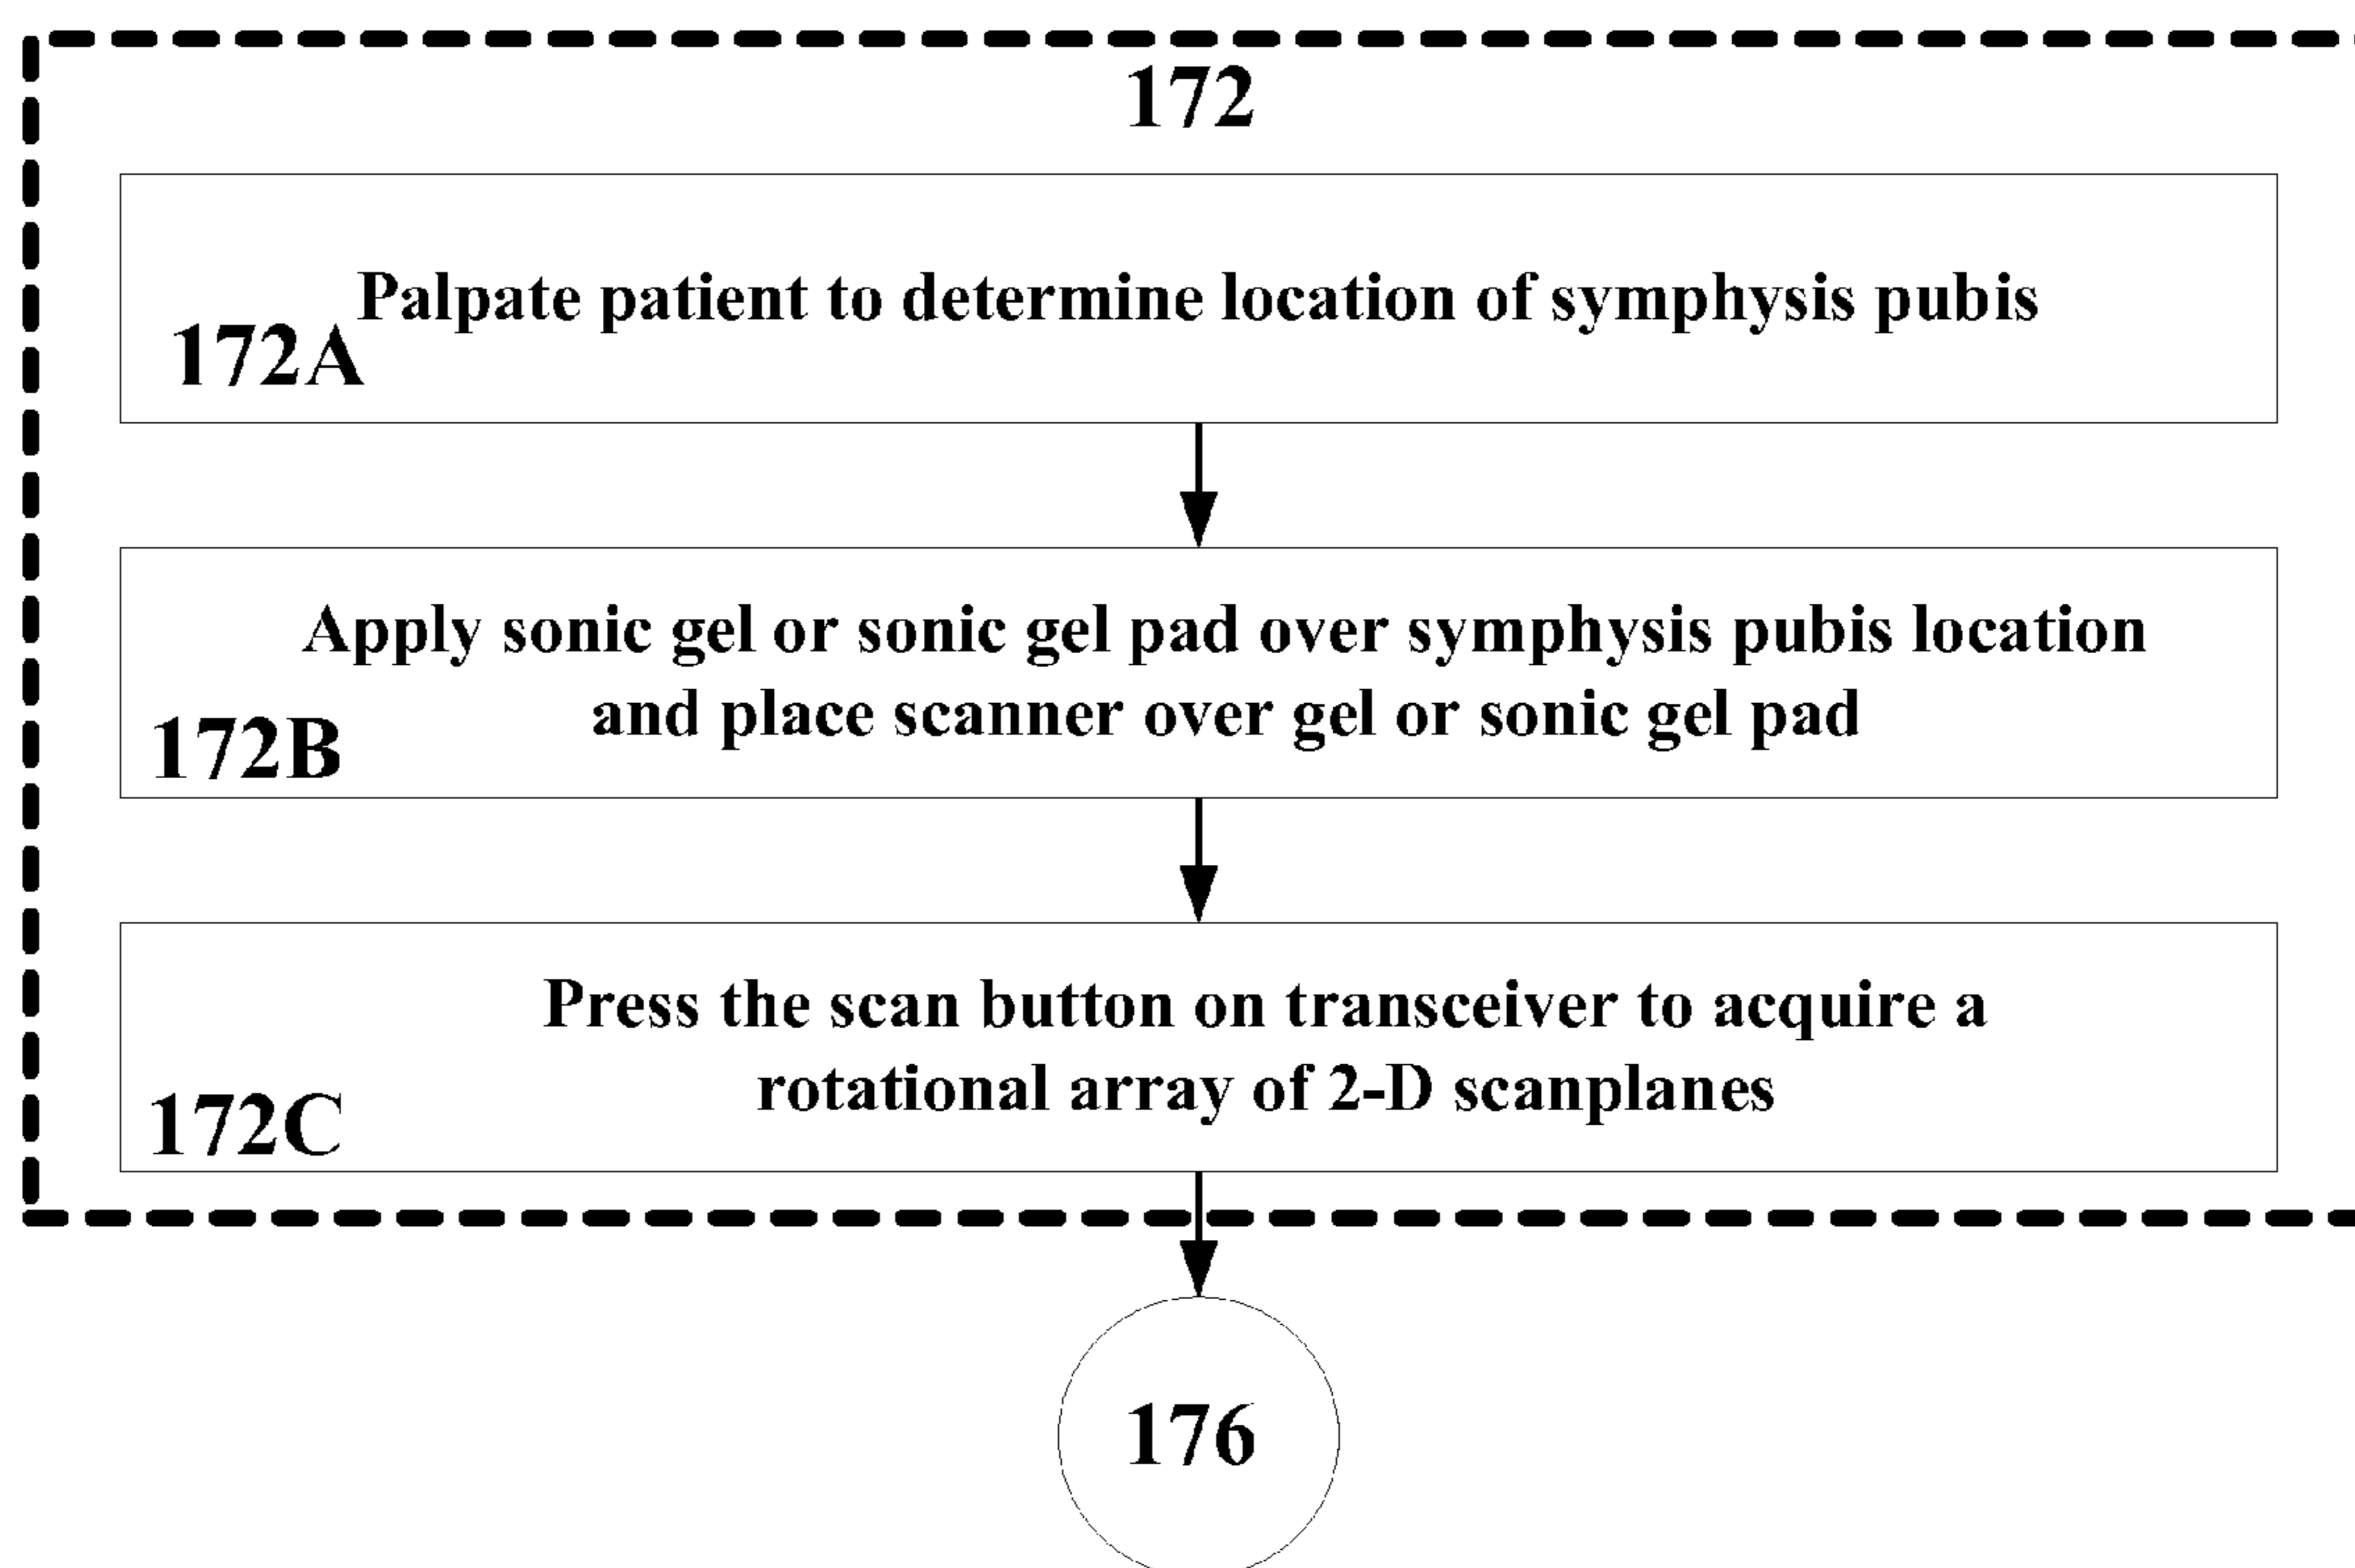 172
Palpate patient to determine location of symphysis pubis
172A
Apply sonic gel or sonic gel pad over symphysis pubis location
and place scanner over gel or sonic gel pad
172B
Press the scan button on transceiver to acquire a
rotational array of 2-D scanplanes
172C
176